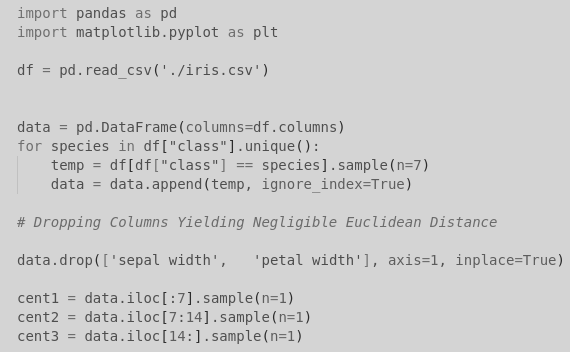 import pandas as pd
import matplotlib.pyplot as plt
df = pd.read_csv('./iris.csv')
data = pd.DataFrame(columns=df.columns)
for species in df["class"].unique():
    temp = df[df["class"] == species].sample(n=7)
    data = data.append(temp, ignore_index=True)
# Dropping Columns Yielding Negligible Euclidean Distance
data.drop(['sepal width',   'petal width'], axis=1, inplace=True)
cent1 = data.iloc[:7].sample(n=1)
cent2 = data.iloc[7:14].sample(n=1)
cent3 = data.iloc[14:].sample(n=1)